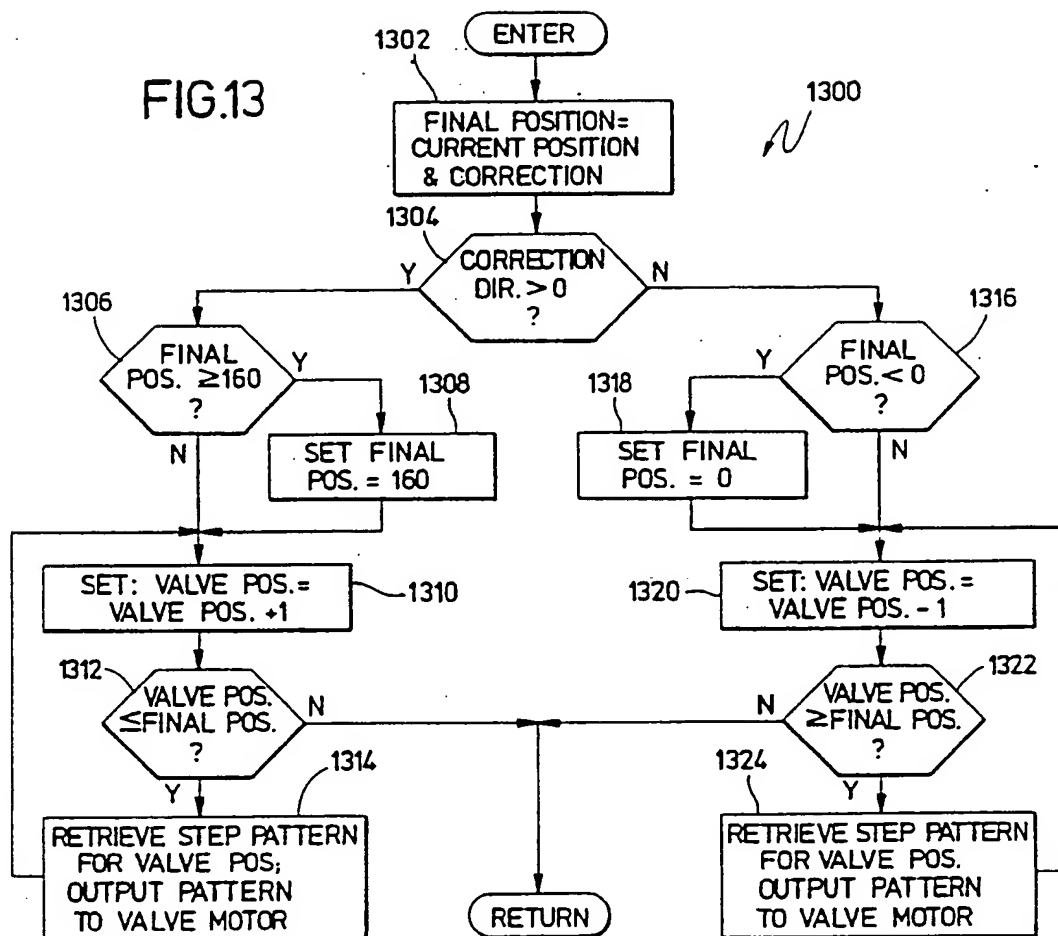 FIG.13
ENTER
1302
1300
FINAL POSITION=
CURRENT POSITION
& CORRECTION
1304
CORRECTION
DIR. > 0
?
Y
N
1306
FINAL
POS. ≥160
?
Y
N
1308
SET FINAL
POS. = 160
1316
FINAL
POS. < 0
?
Y
N
1318
SET FINAL
POS. = 0
SET: VALVE POS.=
VALVE POS. +1
1310
1320
SET: VALVE POS.=
VALVE POS. - 1
1312
VALVE POS.
≤FINAL POS.
?
N
Y
1322
VALVE POS.
≥FINAL POS.
?
N
Y
1314
RETRIEVE STEP PATTERN
FOR VALVE POS;
OUTPUT PATTERN
TO VALVE MOTOR
1324
RETRIEVE STEP PATTERN
FOR VALVE POS.
OUTPUT PATTERN
TO VALVE MOTOR
RETURN